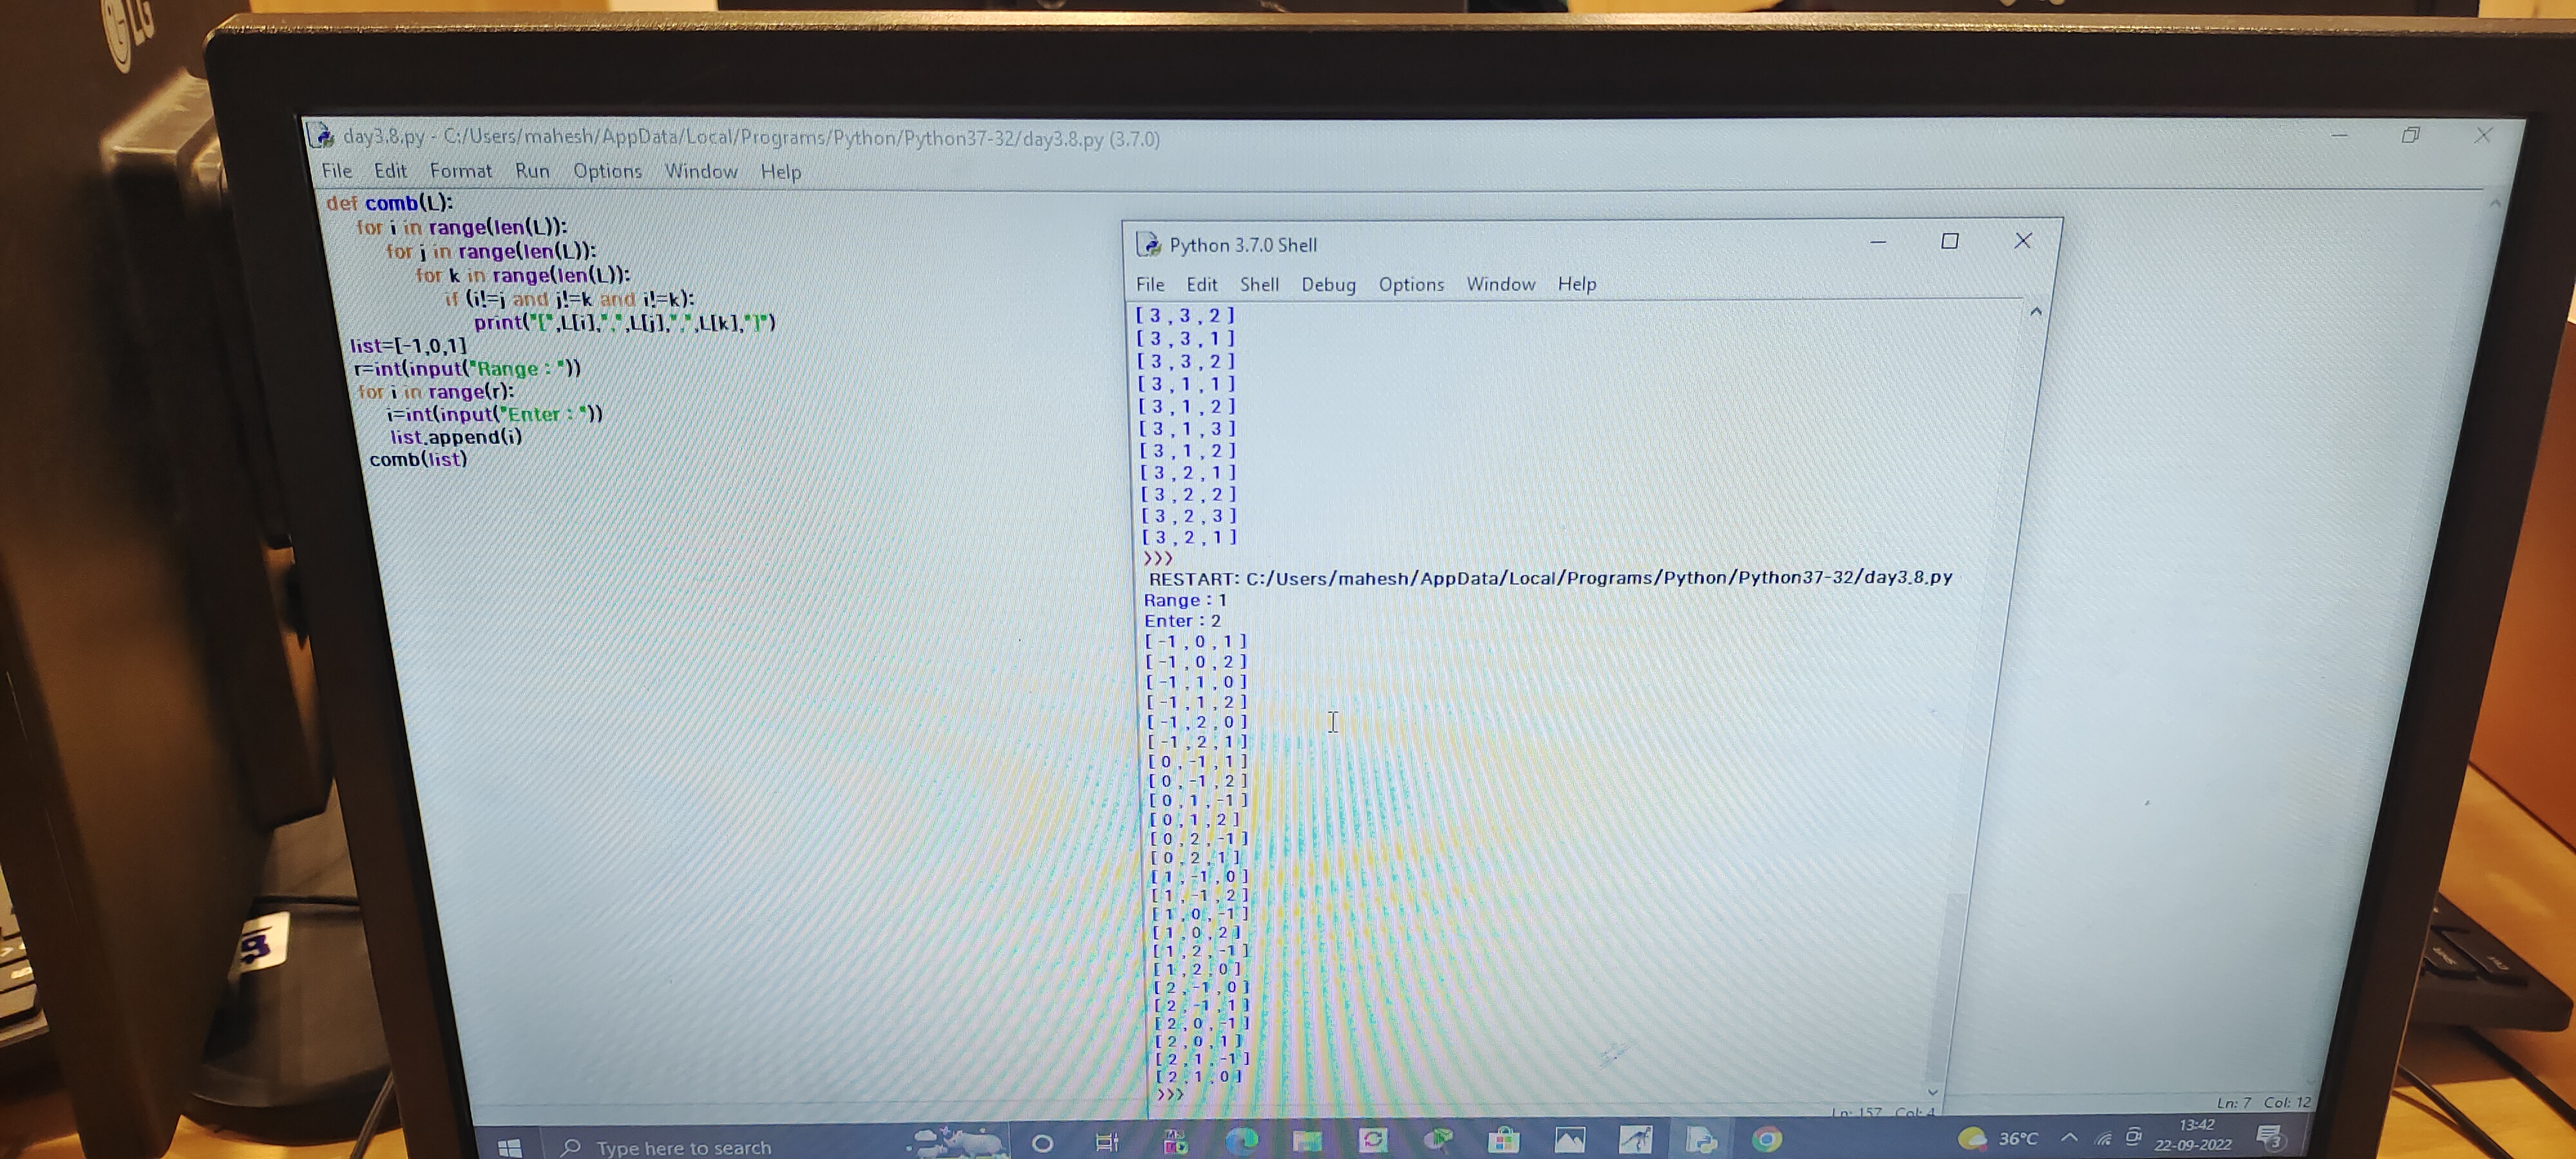 LG
day3.8.py - C:/Users/mahesh/AppData/Local/Programs/Python/Python37-32/day3.8.py (3.7.0)
File Edit Format Run Options Window Help
def comb(L):
for i in range(len(L)):
for j in range(len(L)):
for k in range(len(L)):
if (i!=j and j!=k and i!=k):
print("[",L[i],",",L[j],",",L[k],"]")
list=[-1,0,1]
r=int(input("Range : "))
for i in range(r):
i=int(input("Enter : "))
list.append(i)
comb(list)
Python 3.7.0 Shell
File Edit Shell Debug Options Window Help
[ 3 , 3 , 2 ]
[ 3 , 3 , 1 ]
[ 3 , 3 , 2 ]
[ 3 , 1 , 1 ]
[ 3 , 1 , 2 ]
[ 3 , 1 , 3 ]
[ 3 , 1 , 2 ]
[ 3 , 2 , 1 ]
[ 3 , 2 , 2 ]
[ 3 , 2 , 3 ]
[ 3 , 2 , 1 ]
>>>
RESTART: C:/Users/mahesh/AppData/Local/Programs/Python/Python37-32/day3.8.py
Range : 1
Enter : 2
[ -1 , 0 , 1 ]
[ -1 , 0 , 2 ]
[ -1 , 1 , 0 ]
[ -1 , 1 , 2 ]
[ -1 , 2 , 0 ]
[ -1 , 2 , 1 ]
[ 0 , -1 , 1 ]
[ 0 , -1 , 2 ]
[ 0 , 1 , -1 ]
[ 0 , 1 , 2 ]
[ 0 , 2 , -1 ]
[ 0 , 2 , 1 ]
[ 1 , -1 , 0 ]
[ 1 , -1 , 2 ]
[ 1 , 0 , -1 ]
[ 1 , 0 , 2 ]
[ 1 , 2 , -1 ]
[ 1 , 2 , 0 ]
[ 2 , -1 , 0 ]
[ 2 , -1 , 1 ]
[ 2 , 0 , -1 ]
[ 2 , 0 , 1 ]
[ 2 , 1 , -1 ]
[ 2 , 1 , 0 ]
>>>
Ln: 157 Col: 4
Ln: 7 Col: 12
Type here to search
36°C
13:42
22-09-2022
3